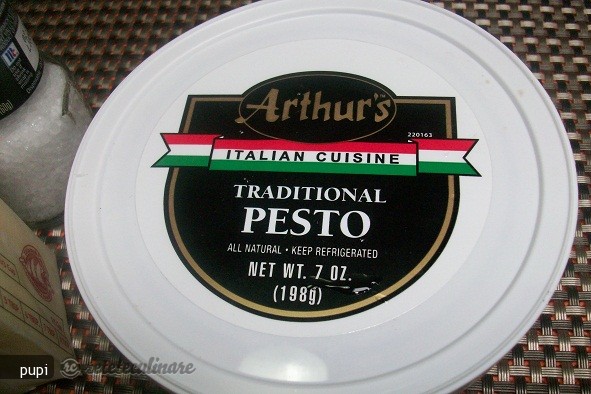 Arthur's
220163
ITALIAN CUISINE
TRADITIONAL
PESTO
ALL NATURAL • KEEP REFRIGERATED
NET WT. 7 OZ.
(198g)
pupi